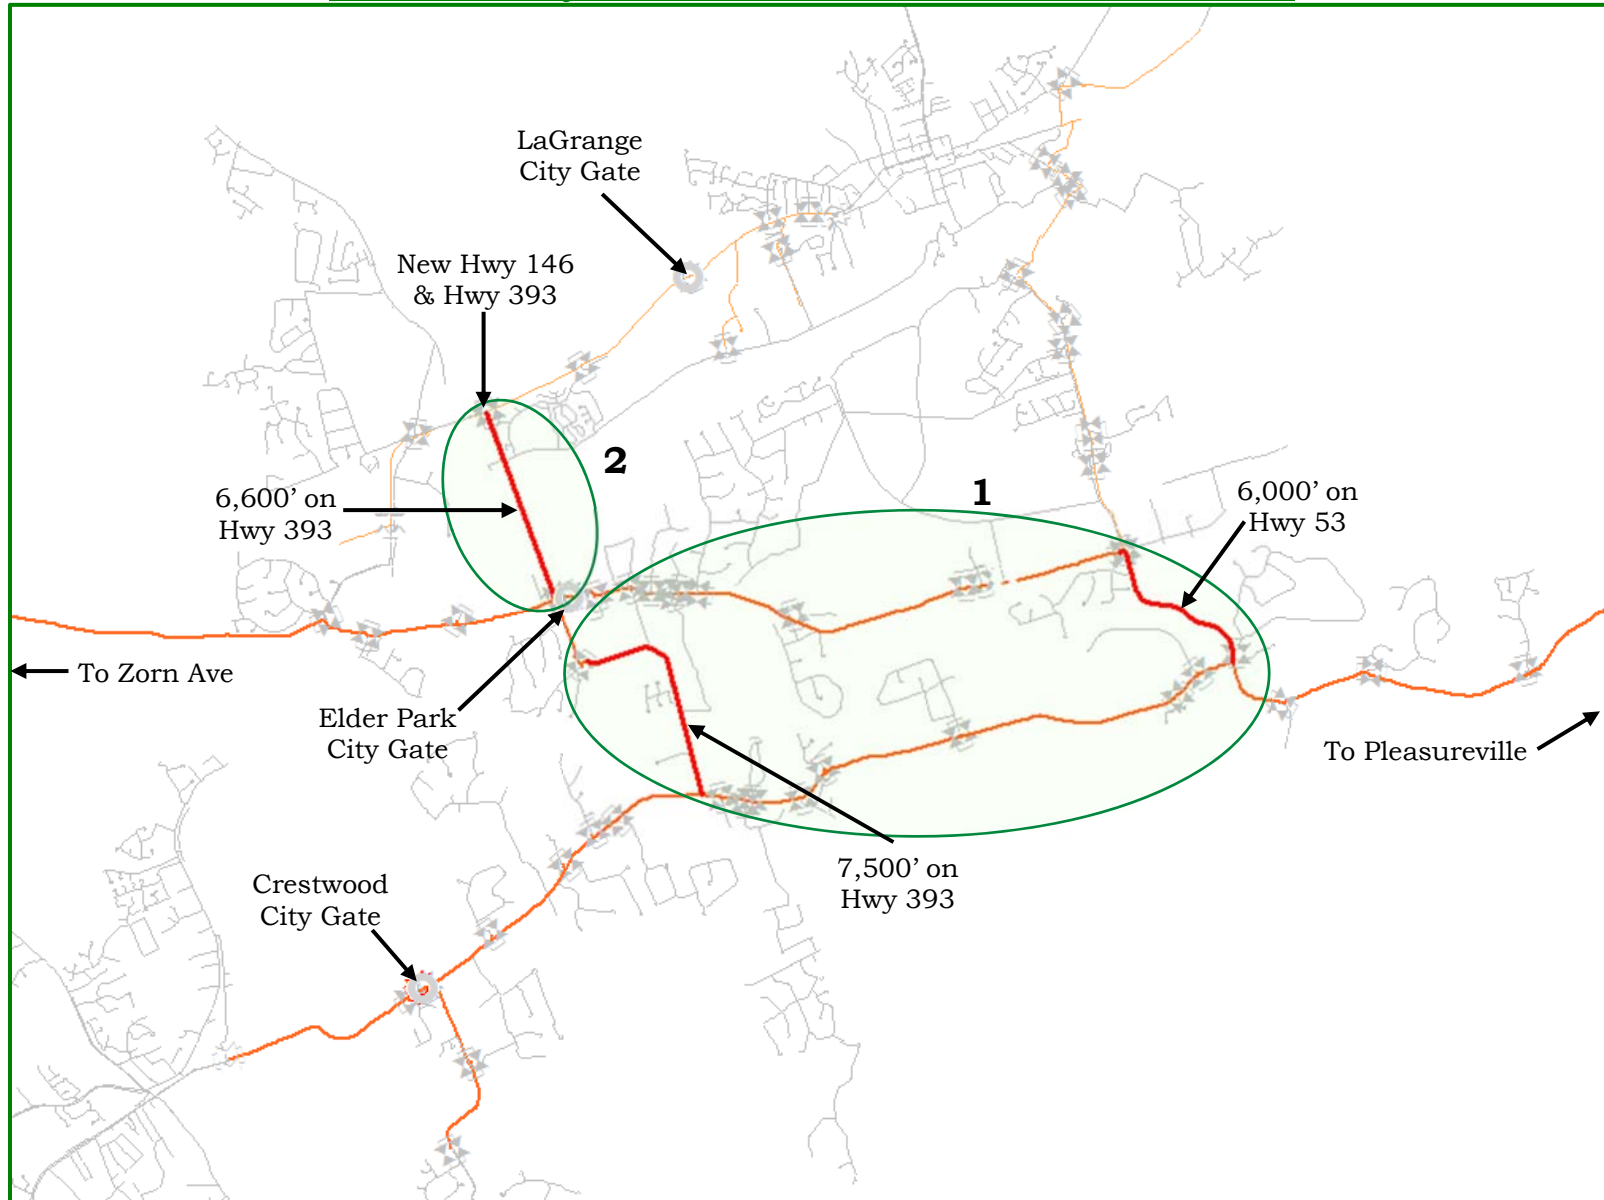 LaGrange
City Gate
New Hwy 146
& Hwy 393
2
6,600’ on
Hwy 393
1
6,000’ on
Hwy 53
To Zorn Ave
Elder Park
City Gate
To Pleasureville
7,500’ on
Hwy 393
Crestwood
City Gate